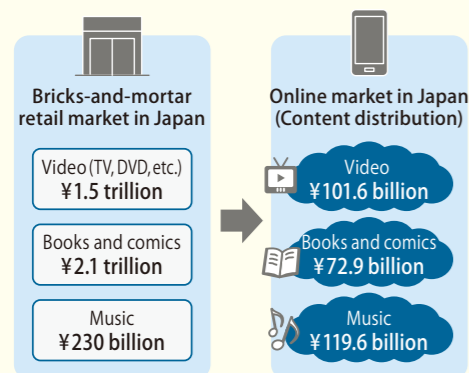 Bricks-and-mortar
retail market in Japan
Video (TV, DVD, etc.)
¥1.5 trillion
Books and comics
¥2.1 trillion
Music
¥230 billion
Online market in Japan
(Content distribution)
Video
¥101.6 billion
Books and comics
¥72.9 billion
Music
¥119.6 billion